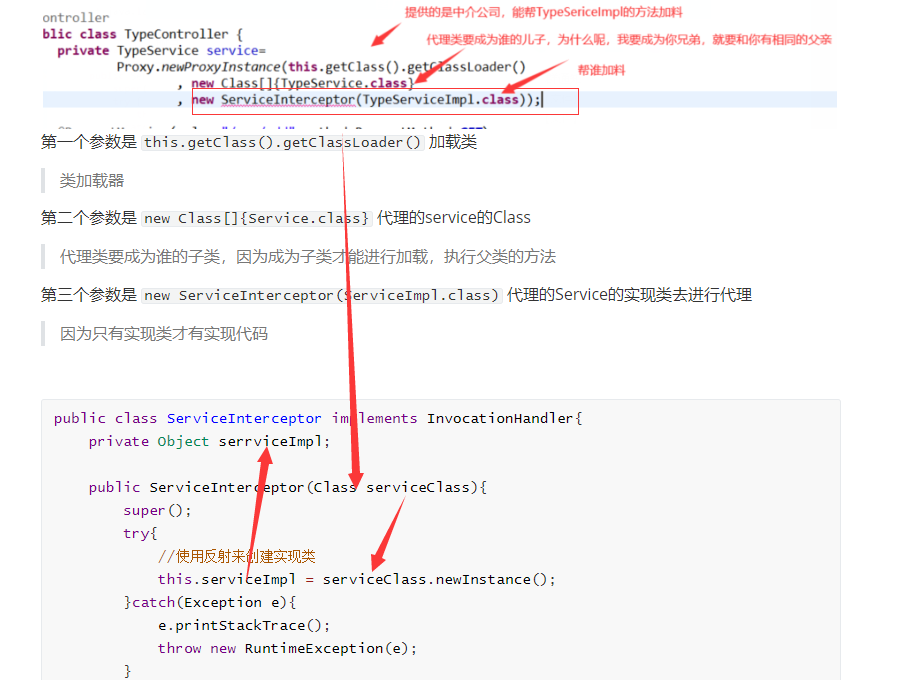 ontroller
提供的是中介公司，能帮TypeSericeImpl的方法加料
blic class TypeController {
代理类要成为谁的儿子，为什么呢，我要成为你兄弟，就要和你有相同的父亲
private TypeService service=
Proxy.newProxyInstance(this.getClass().getClassLoader()
帮谁加料
, new Class[]{TypeService.class}
, new ServiceInterceptor(TypeServiceImpl.class));
第一个参数是 this.getClass().getClassLoader() 加载类
类加载器
第二个参数是 new Class[]{Service.class} 代理的service的Class
代理类要成为谁的子类，因为成为子类才能进行加载，执行父类的方法
第三个参数是 new ServiceInterceptor(ServiceImpl.class) 代理的Service的实现类去进行代理
因为只有实现类才有实现代码
public class ServiceInterceptor implements InvocationHandler{
private Object serrviceImpl;
public ServiceInterceptor(Class serviceClass){
super();
try{
//使用反射来创建实现类
this.serviceImpl = serviceClass.newInstance();
}catch(Exception e){
e.printStackTrace();
throw new RuntimeException(e);
}